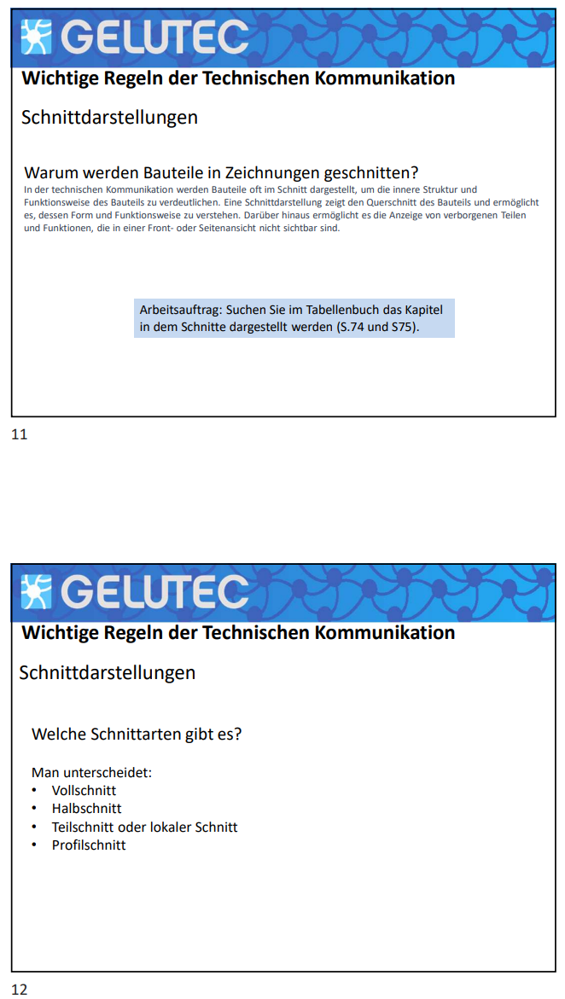 GELUTEC
Wichtige Regeln der Technischen Kommunikation
Schnittdarstellungen
Warum werden Bauteile in Zeichnungen geschnitten?
In der technischen Kommunikation werden Bauteile oft im Schnitt dargestellt, um die innere Struktur und
Funktionsweise des Bauteils zu verdeutlichen. Eine Schnittdarstellung zeigt den Querschnitt des Bauteils und ermöglicht
es, dessen Form und Funktionsweise zu verstehen. Darüber hinaus ermöglicht es die Anzeige von verborgenen Teilen
und Funktionen, die in einer Front- oder Seitenansicht nicht sichtbar sind.
Arbeitsauftrag: Suchen Sie im Tabellenbuch das Kapitel
in dem Schnitte dargestellt werden (S.74 und S75).
11
GELUTEC
Wichtige Regeln der Technischen Kommunikation
Schnittdarstellungen
Welche Schnittarten gibt es?
Man unterscheidet:
• Vollschnitt
• Halbschnitt
• Teilschnitt oder lokaler Schnitt
• Profilschnitt
12